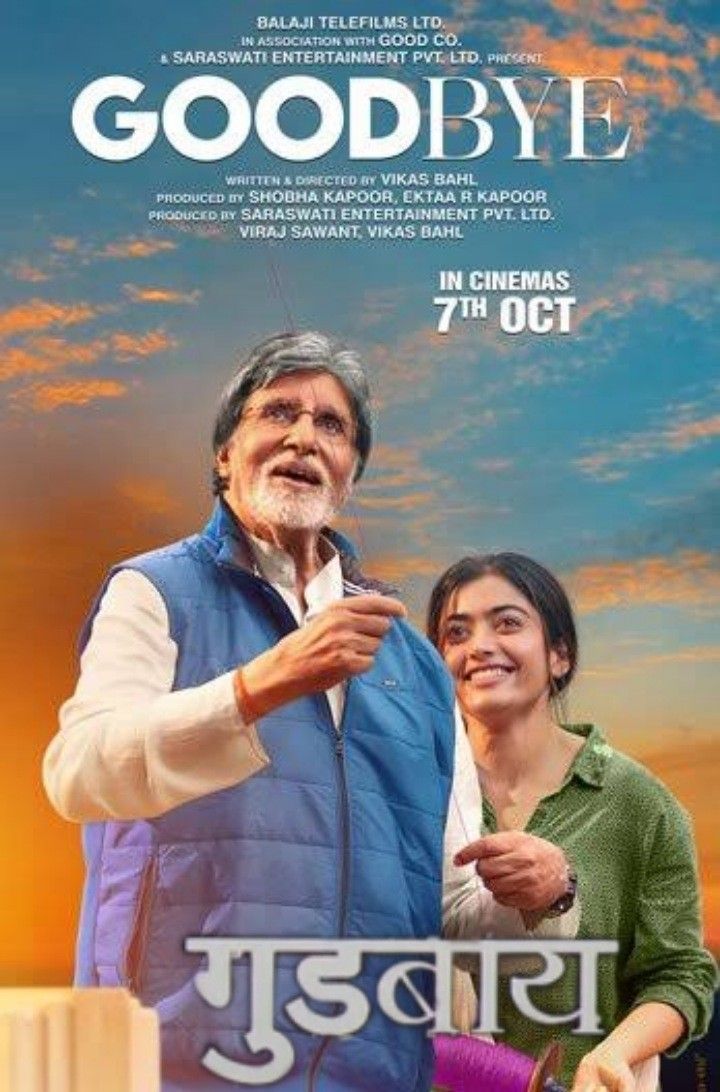 BALAJI TELEFILMS LTD.
IN ASSOCIATION WITH GOOD CO.
& SARASWATI ENTERTAINMENT PVT. LTD. PRESENT
GOODBYE
WRITTEN & DIRECTED BY VIKAS BAHL
PRODUCED BY SHOBHA KAPOOR, EKTAA R KAPOOR
PRODUCED BY SARASWATI ENTERTAINMENT PVT. LTD.
VIRAJ SAWANT, VIKAS BAHL
IN CINEMAS
7TH OCT
गुडबाय